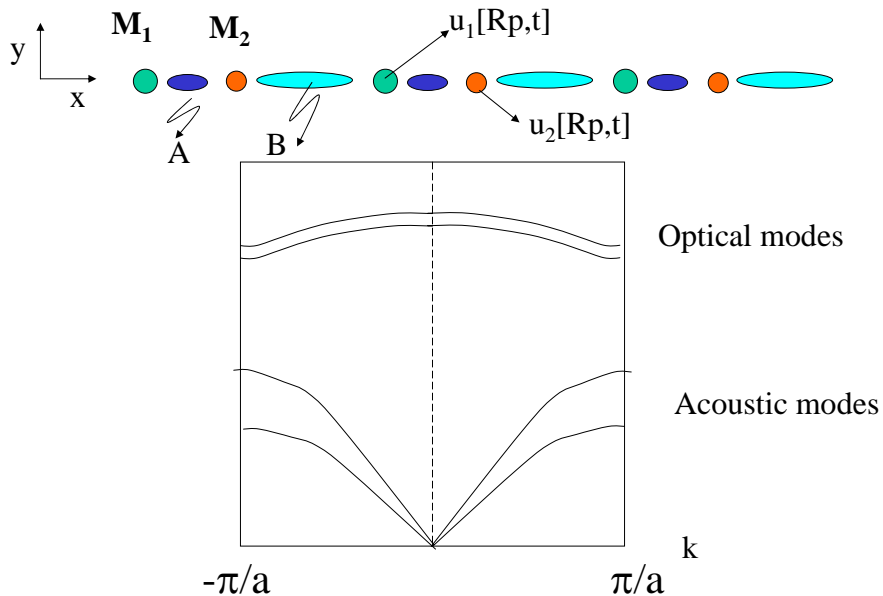 M₁
M₂
u₁[Rp,t]
y
x
u₂[Rp,t]
A
B
Optical modes
Acoustic modes
k
-π/a
π/a